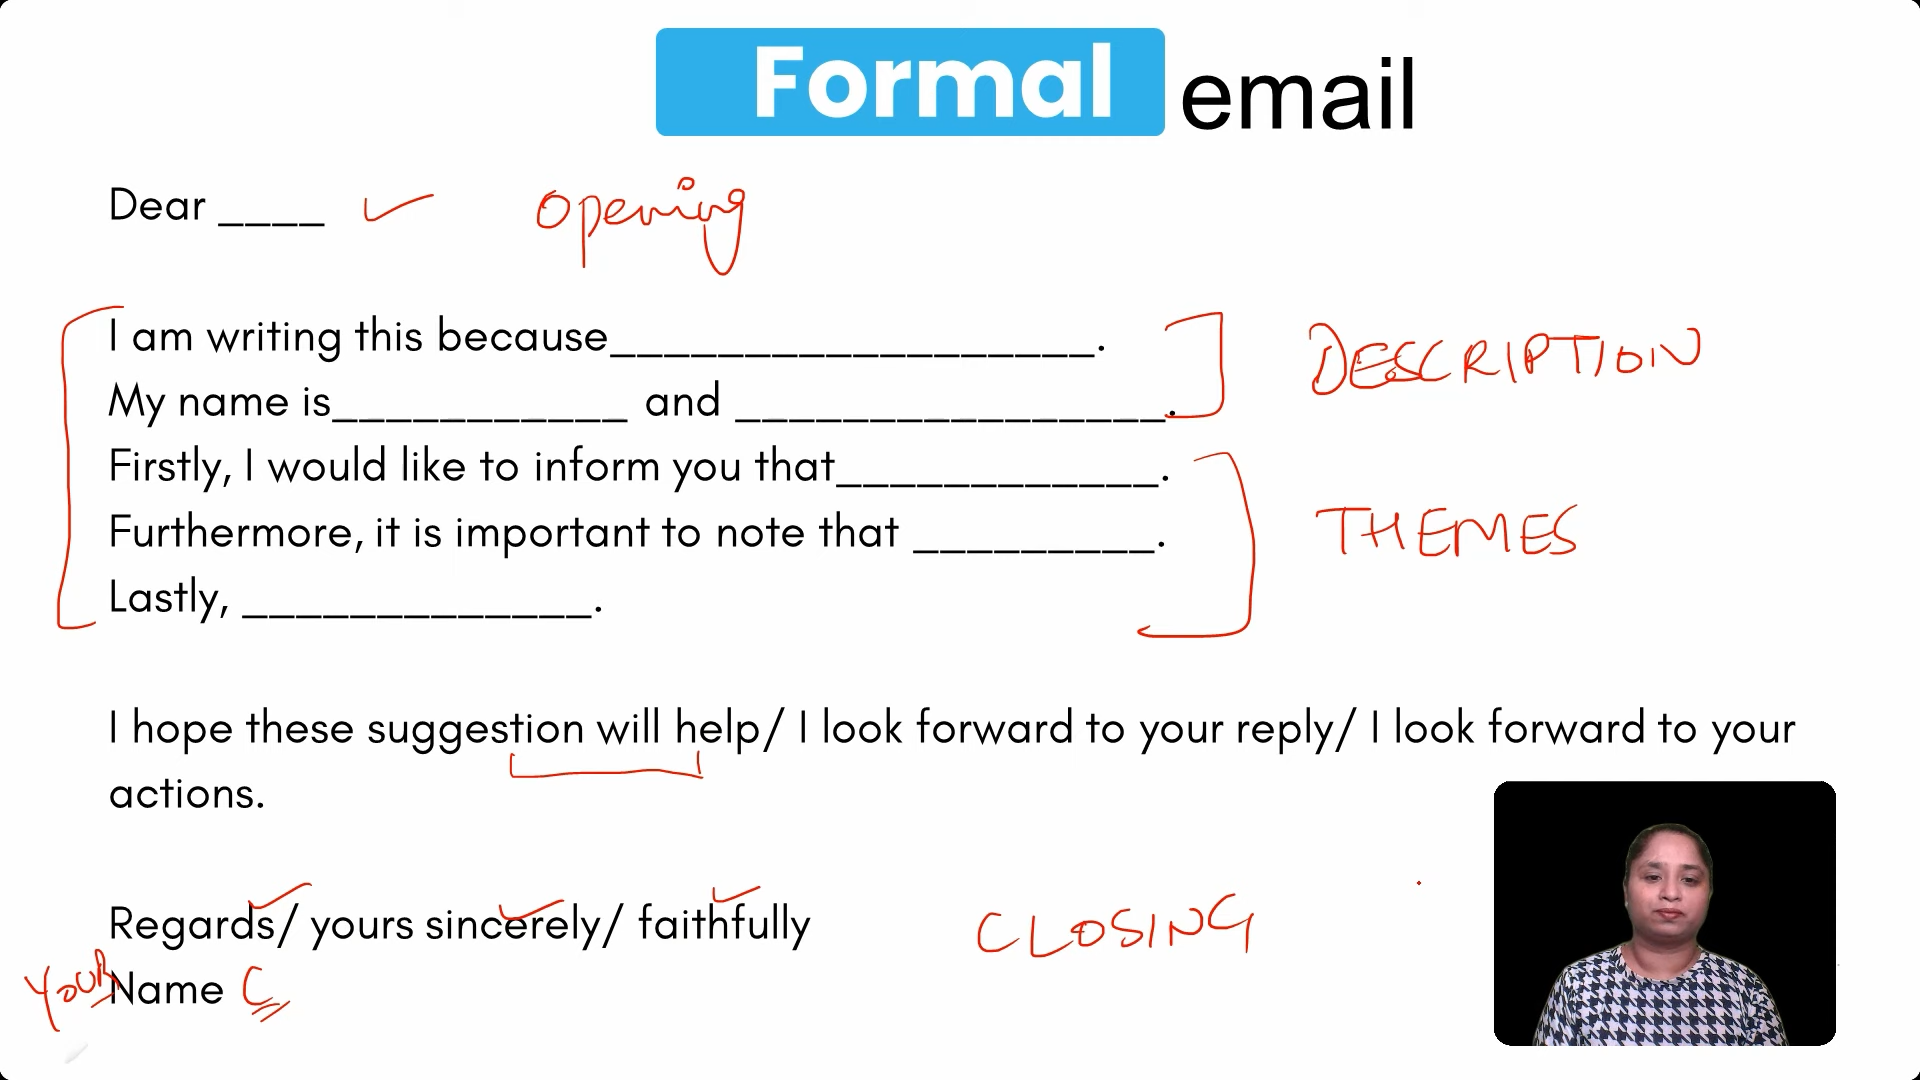 Formal email
Dear ____ opening
I am writing this because__________________.
DESCRIPTION
My name is___________ and ________________.
Firstly, I would like to inform you that____________.
Furthermore, it is important to note that _________.
THEMES
Lastly, _____________.
I hope these suggestion will help/ I look forward to your reply/ I look forward to your
actions.
Regards/ yours sincerely/ faithfully CLOSING
YOUR Name C